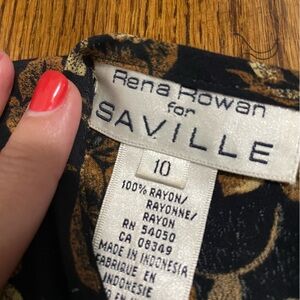 Rena Rowan
for
SAVILLE
10
100% RAYON/
RAYONNE/
RAYON
RN 54050
CA 08349
MADE IN INDONESIA
FABRIQUE EN
INDONESIE